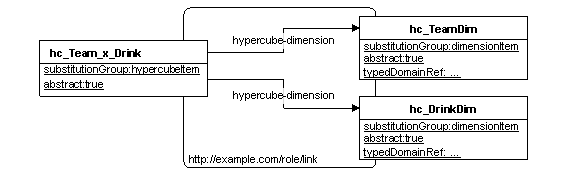 hc_TeamDim
hypercube-dimension
substitutionGroup:dimensionItem
abstract:true
typedDomainRef: ...
hc_Team_x_Drink
substitutionGroup:hypercubeItem
abstract:true
hypercube-dimension
hc_DrinkDim
substitutionGroup:dimensionItem
abstract:true
typedDomainRef: ...
http://example.com/role/link